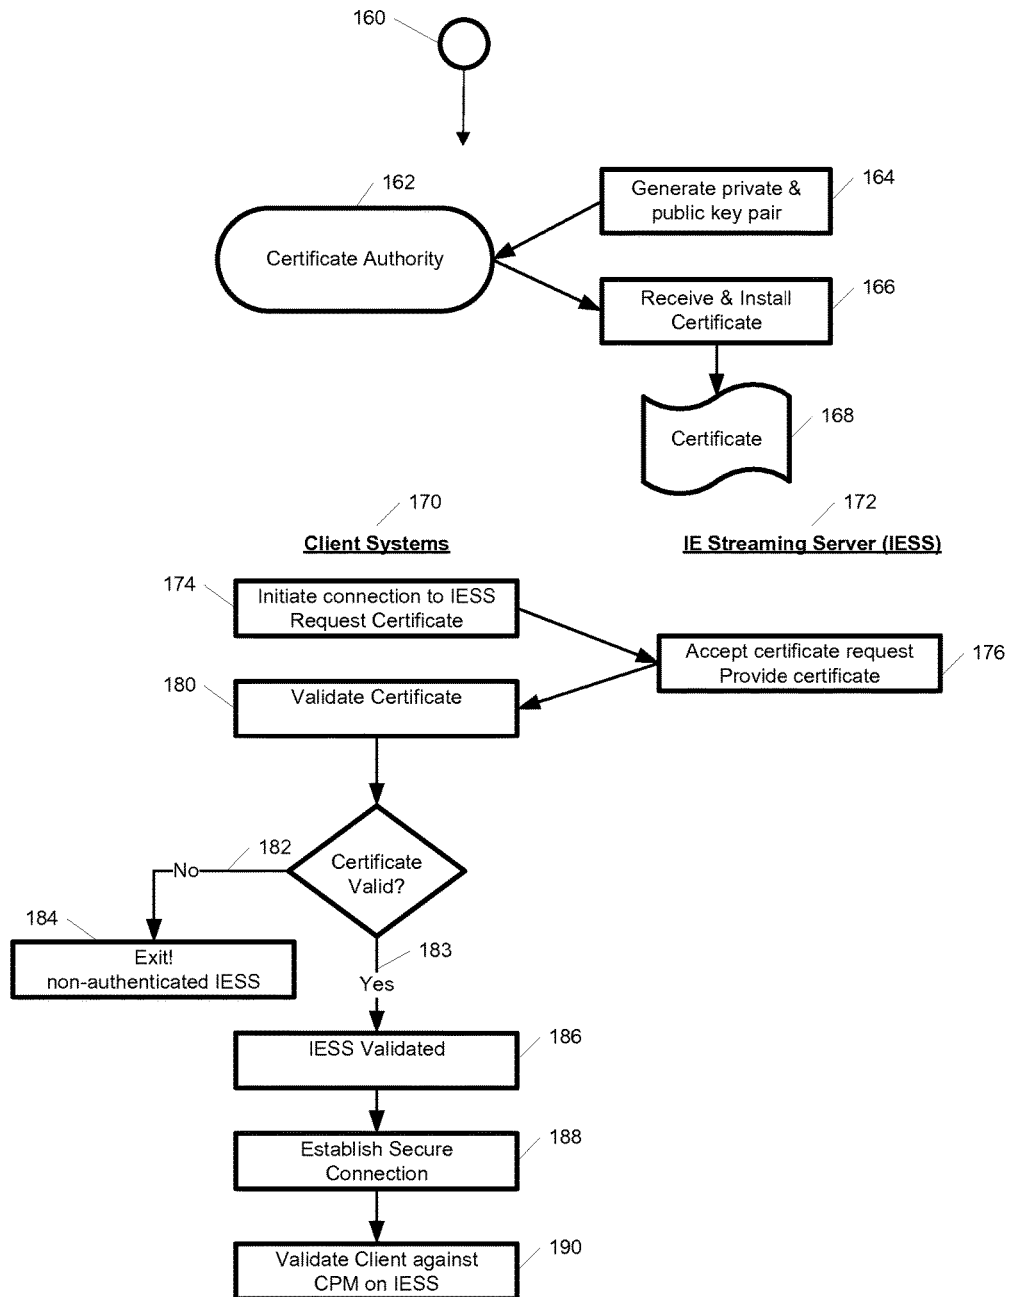 160
162
Certificate Authority
Generate private &
public key pair
164
Receive & Install
Certificate
166
Certificate
168
170
Client Systems
172
IE Streaming Server (IESS)
174
Initiate connection to IESS
Request Certificate
Accept certificate request
Provide certificate
176
180
Validate Certificate
Certificate
Valid?
No
182
184
Exit!
non-authenticated IESS
183
Yes
IESS Validated
186
Establish Secure
Connection
188
Validate Client against
CPM on IESS
190